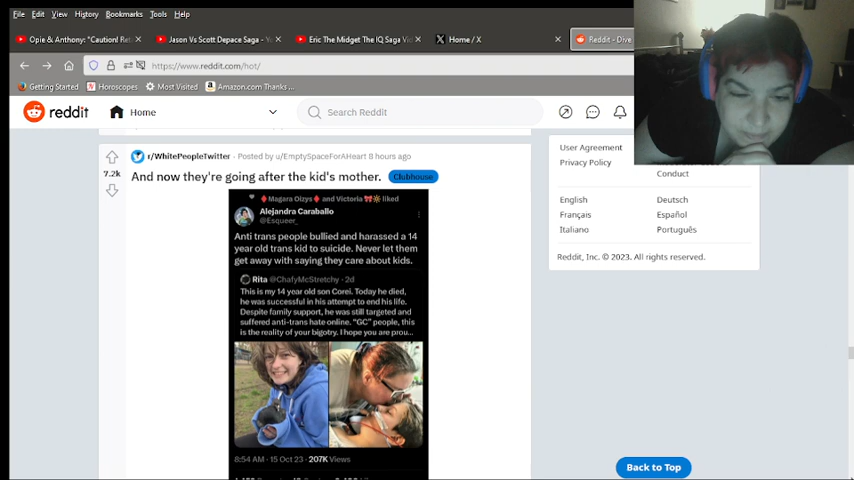 File Edit View History Bookmarks Tools Help
Opie & Anthony: "Caution! Ret
Jason Vs Scott Depace Saga - Y
Eric The Midget The IQ Saga Vid
Home / X
Reddit - Dive
https://www.reddit.com/hot/
Getting Started Horoscopes Most Visited Amazon.com Thanks ...
reddit Home Search Reddit
r/WhitePeopleTwitter · Posted by u/EmptySpaceForAHeart 8 hours ago
7.2k
And now they're going after the kid's mother. Clubhouse
Magara Oizys and Victoria liked
Alejandra Caraballo
@Esqueer_
Anti trans people bullied and harassed a 14
year old trans kid to suicide. Never let them
get away with saying they care about kids.
Rita @ChafyMcStretchy · 2d
This is my 14 year old son Corei. Today he died,
he was successful in his attempt to end his life.
Despite family support, he was still targeted and
suffered anti-trans hate online. "GC" people, this
is the reality of your bigotry. I hope you are prou...
8:54 AM · 15 Oct 23 · 207K Views
User Agreement
Privacy Policy
Conduct
English Deutsch
Français Español
Italiano Português
Reddit, Inc. © 2023. All rights reserved.
Back to Top